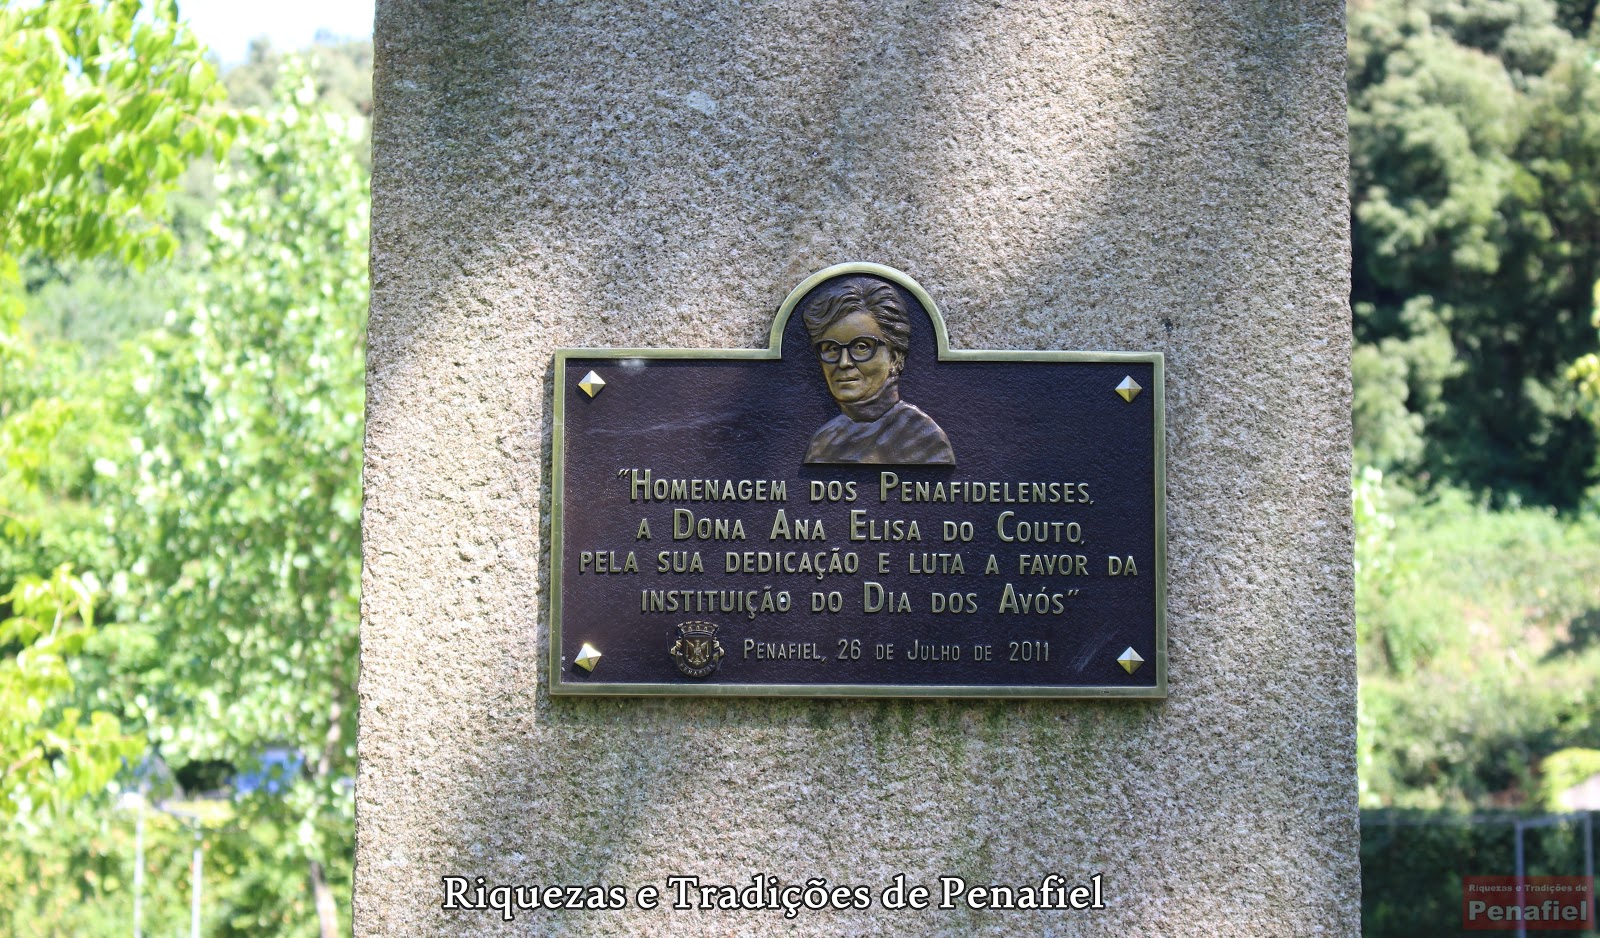 "Homenagem dos Penafidelenses,
a Dona Ana Elisa do Couto,
pela sua dedicação e luta a favor da
instituição do Dia dos Avós"
Penafiel, 26 de Julho de 2011
Riquezas e Tradições de Penafiel
Riquezas e Tradições de
Penafiel